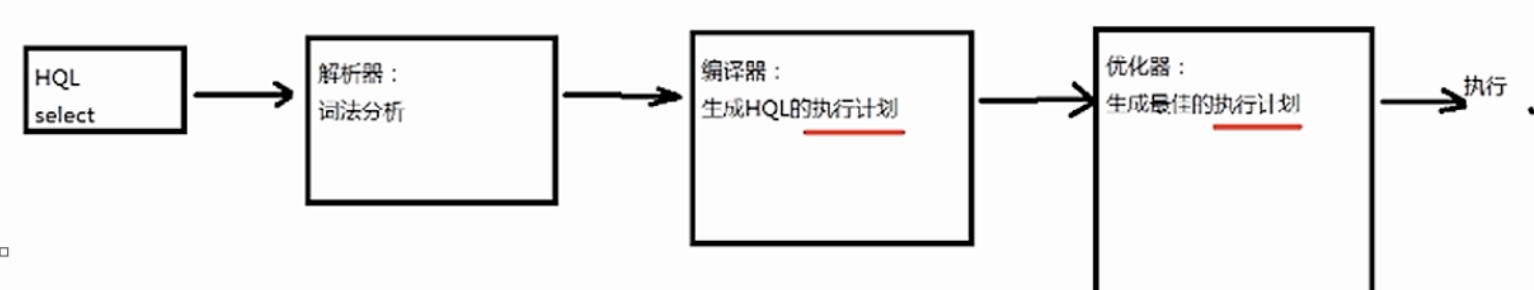 HQL
select
解析器：
词法分析
编译器：
生成HQL的执行计划
优化器：
生成最佳的执行计划
执行